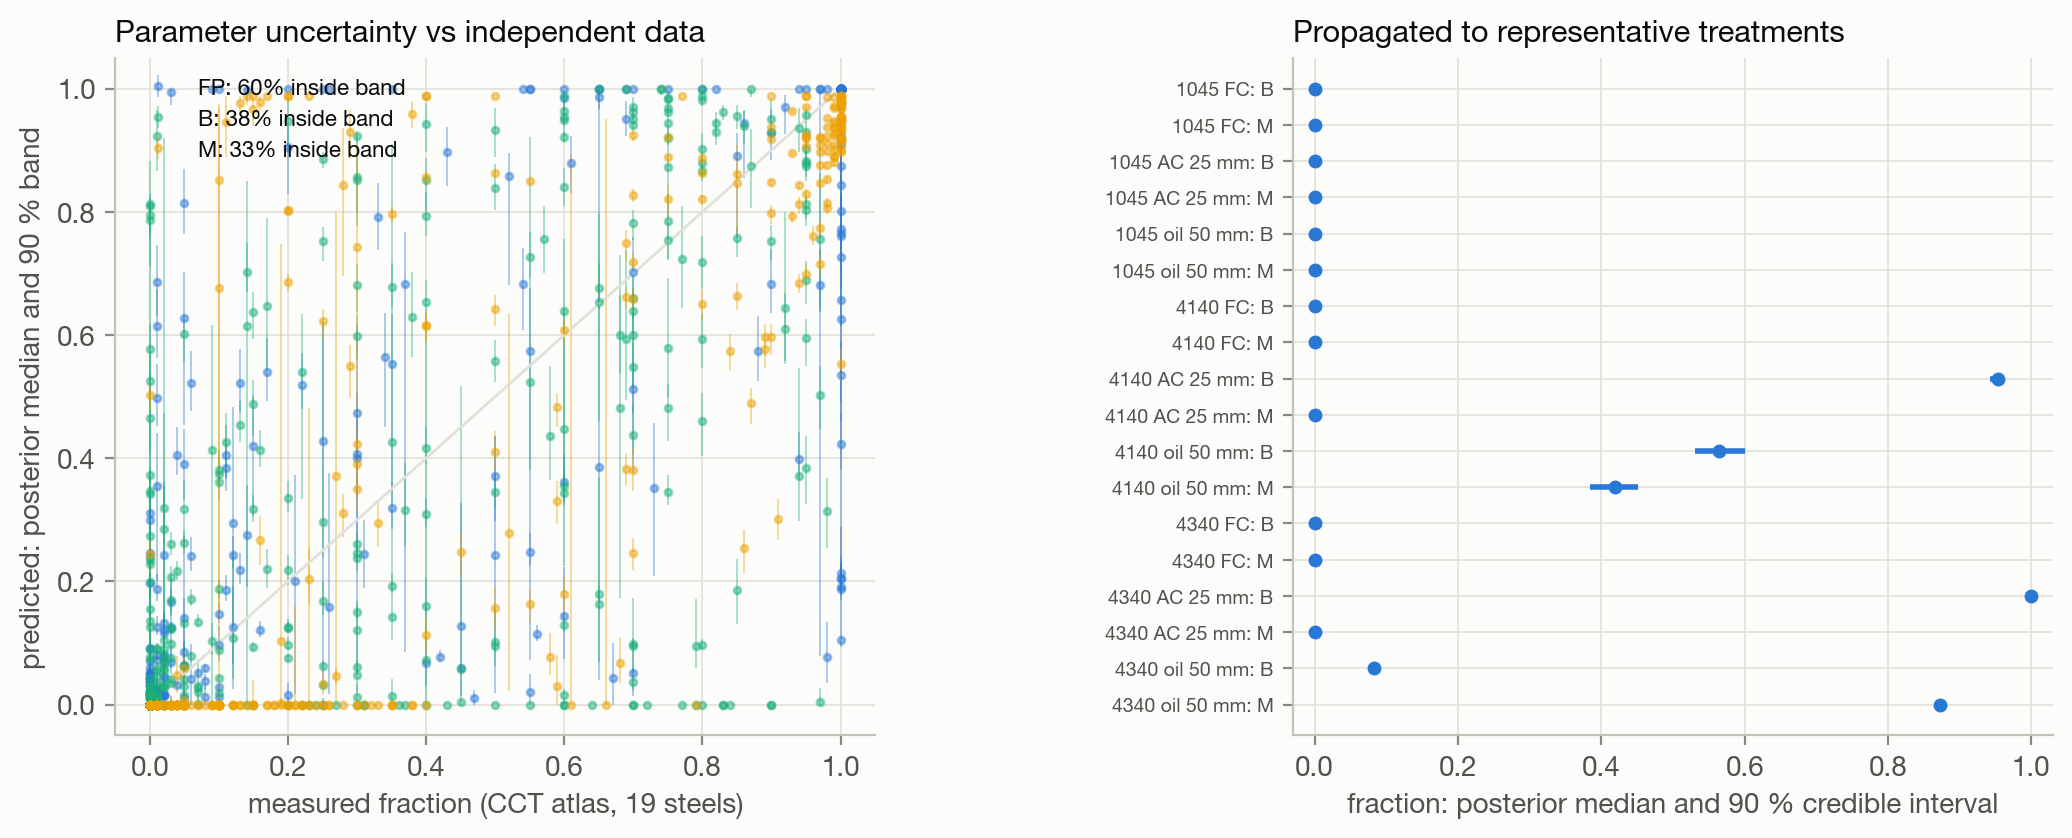 Parameter uncertainty vs independent data
FP: 60% inside band
B: 38% inside band
M: 33% inside band
predicted: posterior median and 90 % band
1.0
0.8
0.6
0.4
0.2
0.0
0.0 0.2 0.4 0.6 0.8 1.0
measured fraction (CCT atlas, 19 steels)
Propagated to representative treatments
1045 FC: B
1045 FC: M
1045 AC 25 mm: B
1045 AC 25 mm: M
1045 oil 50 mm: B
1045 oil 50 mm: M
4140 FC: B
4140 FC: M
4140 AC 25 mm: B
4140 AC 25 mm: M
4140 oil 50 mm: B
4140 oil 50 mm: M
4340 FC: B
4340 FC: M
4340 AC 25 mm: B
4340 AC 25 mm: M
4340 oil 50 mm: B
4340 oil 50 mm: M
0.0 0.2 0.4 0.6 0.8 1.0
fraction: posterior median and 90 % credible interval